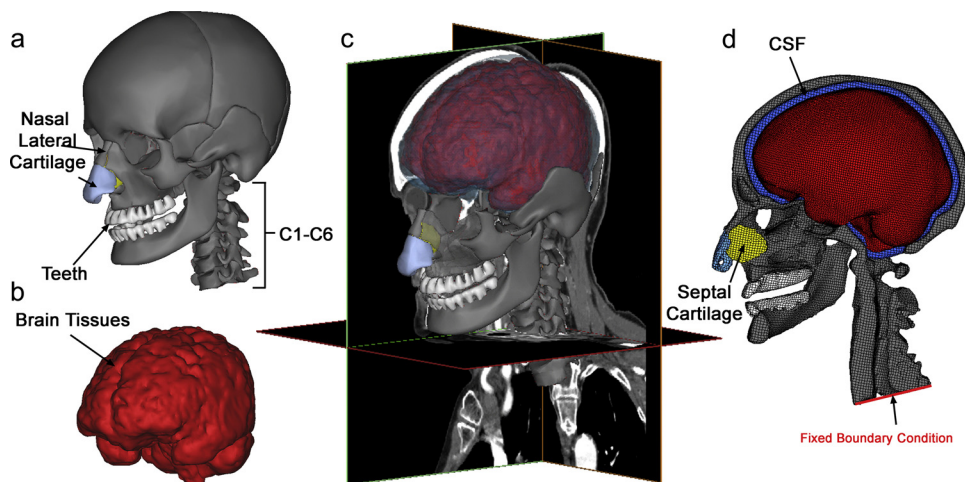 a
Nasal
Lateral
Cartilage
Teeth
C1-C6
b
Brain Tissues
c
d
CSF
Septal
Cartilage
Fixed Boundary Condition